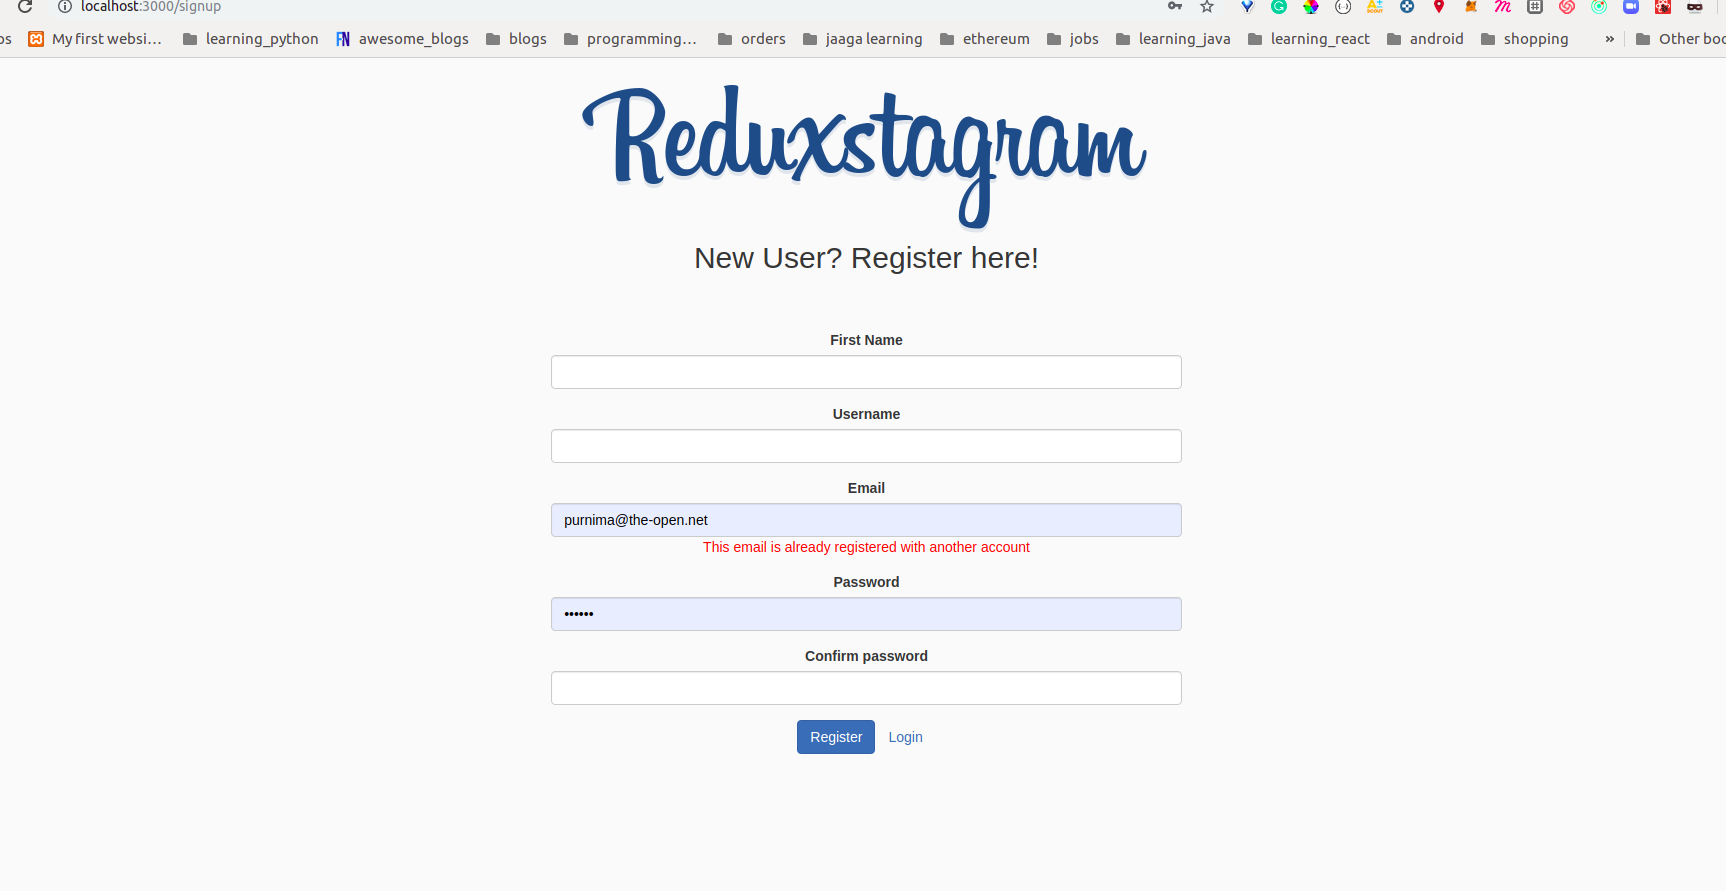 localhost:3000/signup
My first websi... learning_python awesome_blogs blogs programming... orders jaaga learning ethereum jobs learning_java learning_react android shopping » Other boo
Reduxstagram
New User? Register here!
First Name
Username
Email
purnima@the-open.net
This email is already registered with another account
Password
••••••
Confirm password
Register Login